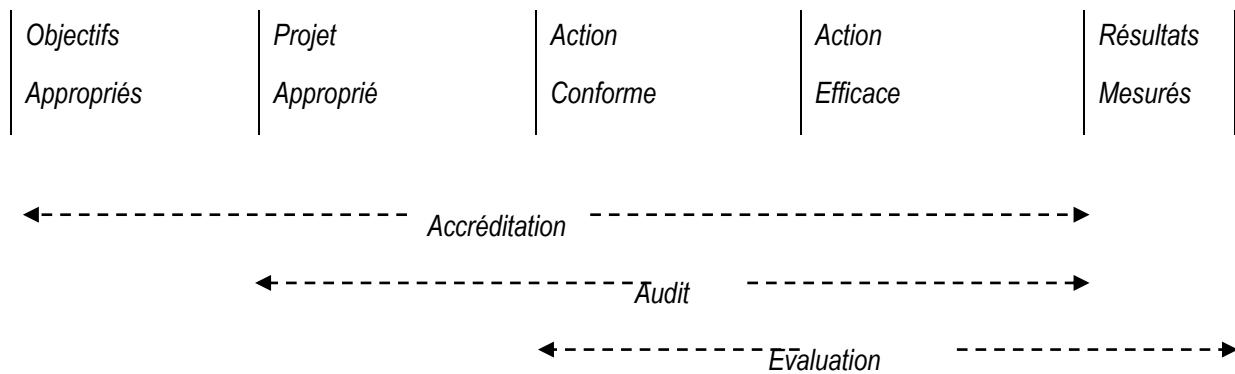 Objectifs Projet Action Action Résultats
Appropriés Approprié Conforme Efficace Mesurés
Accréditation
Audit
Evaluation